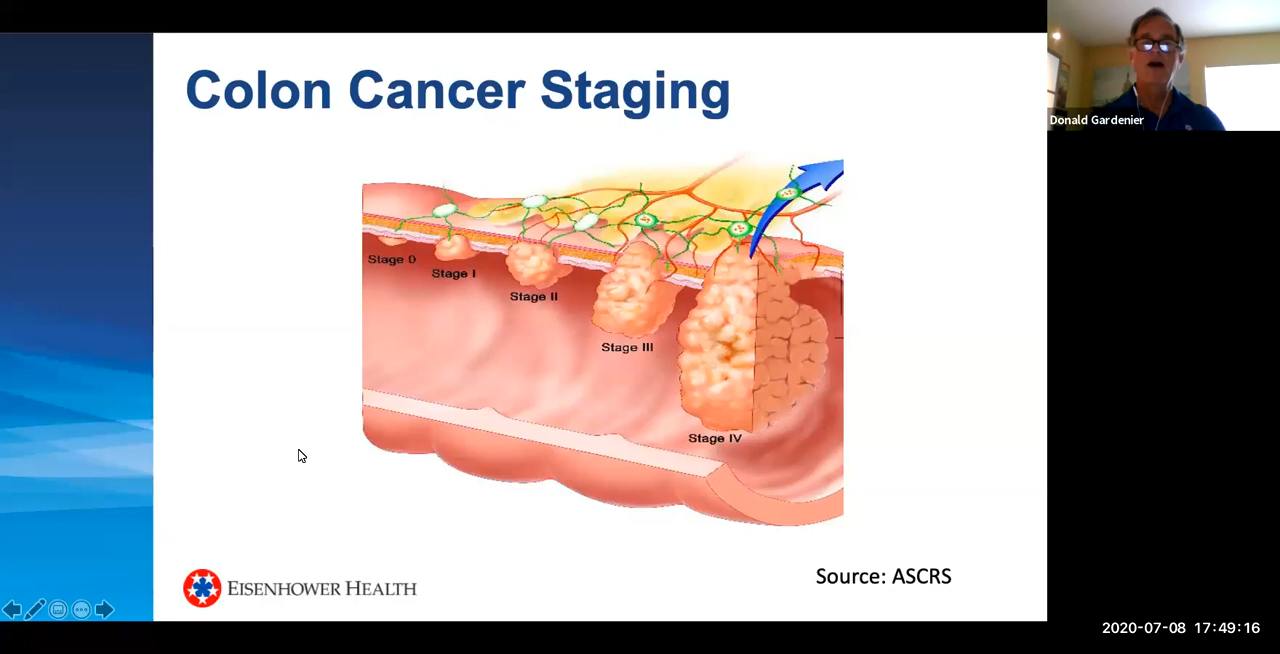 Colon Cancer Staging
Donald Gardenier
Stage 0
Stage I
Stage II
Stage III
Stage IV
Source: ASCRS
EISENHOWER HEALTH
2020-07-08 17:49:16